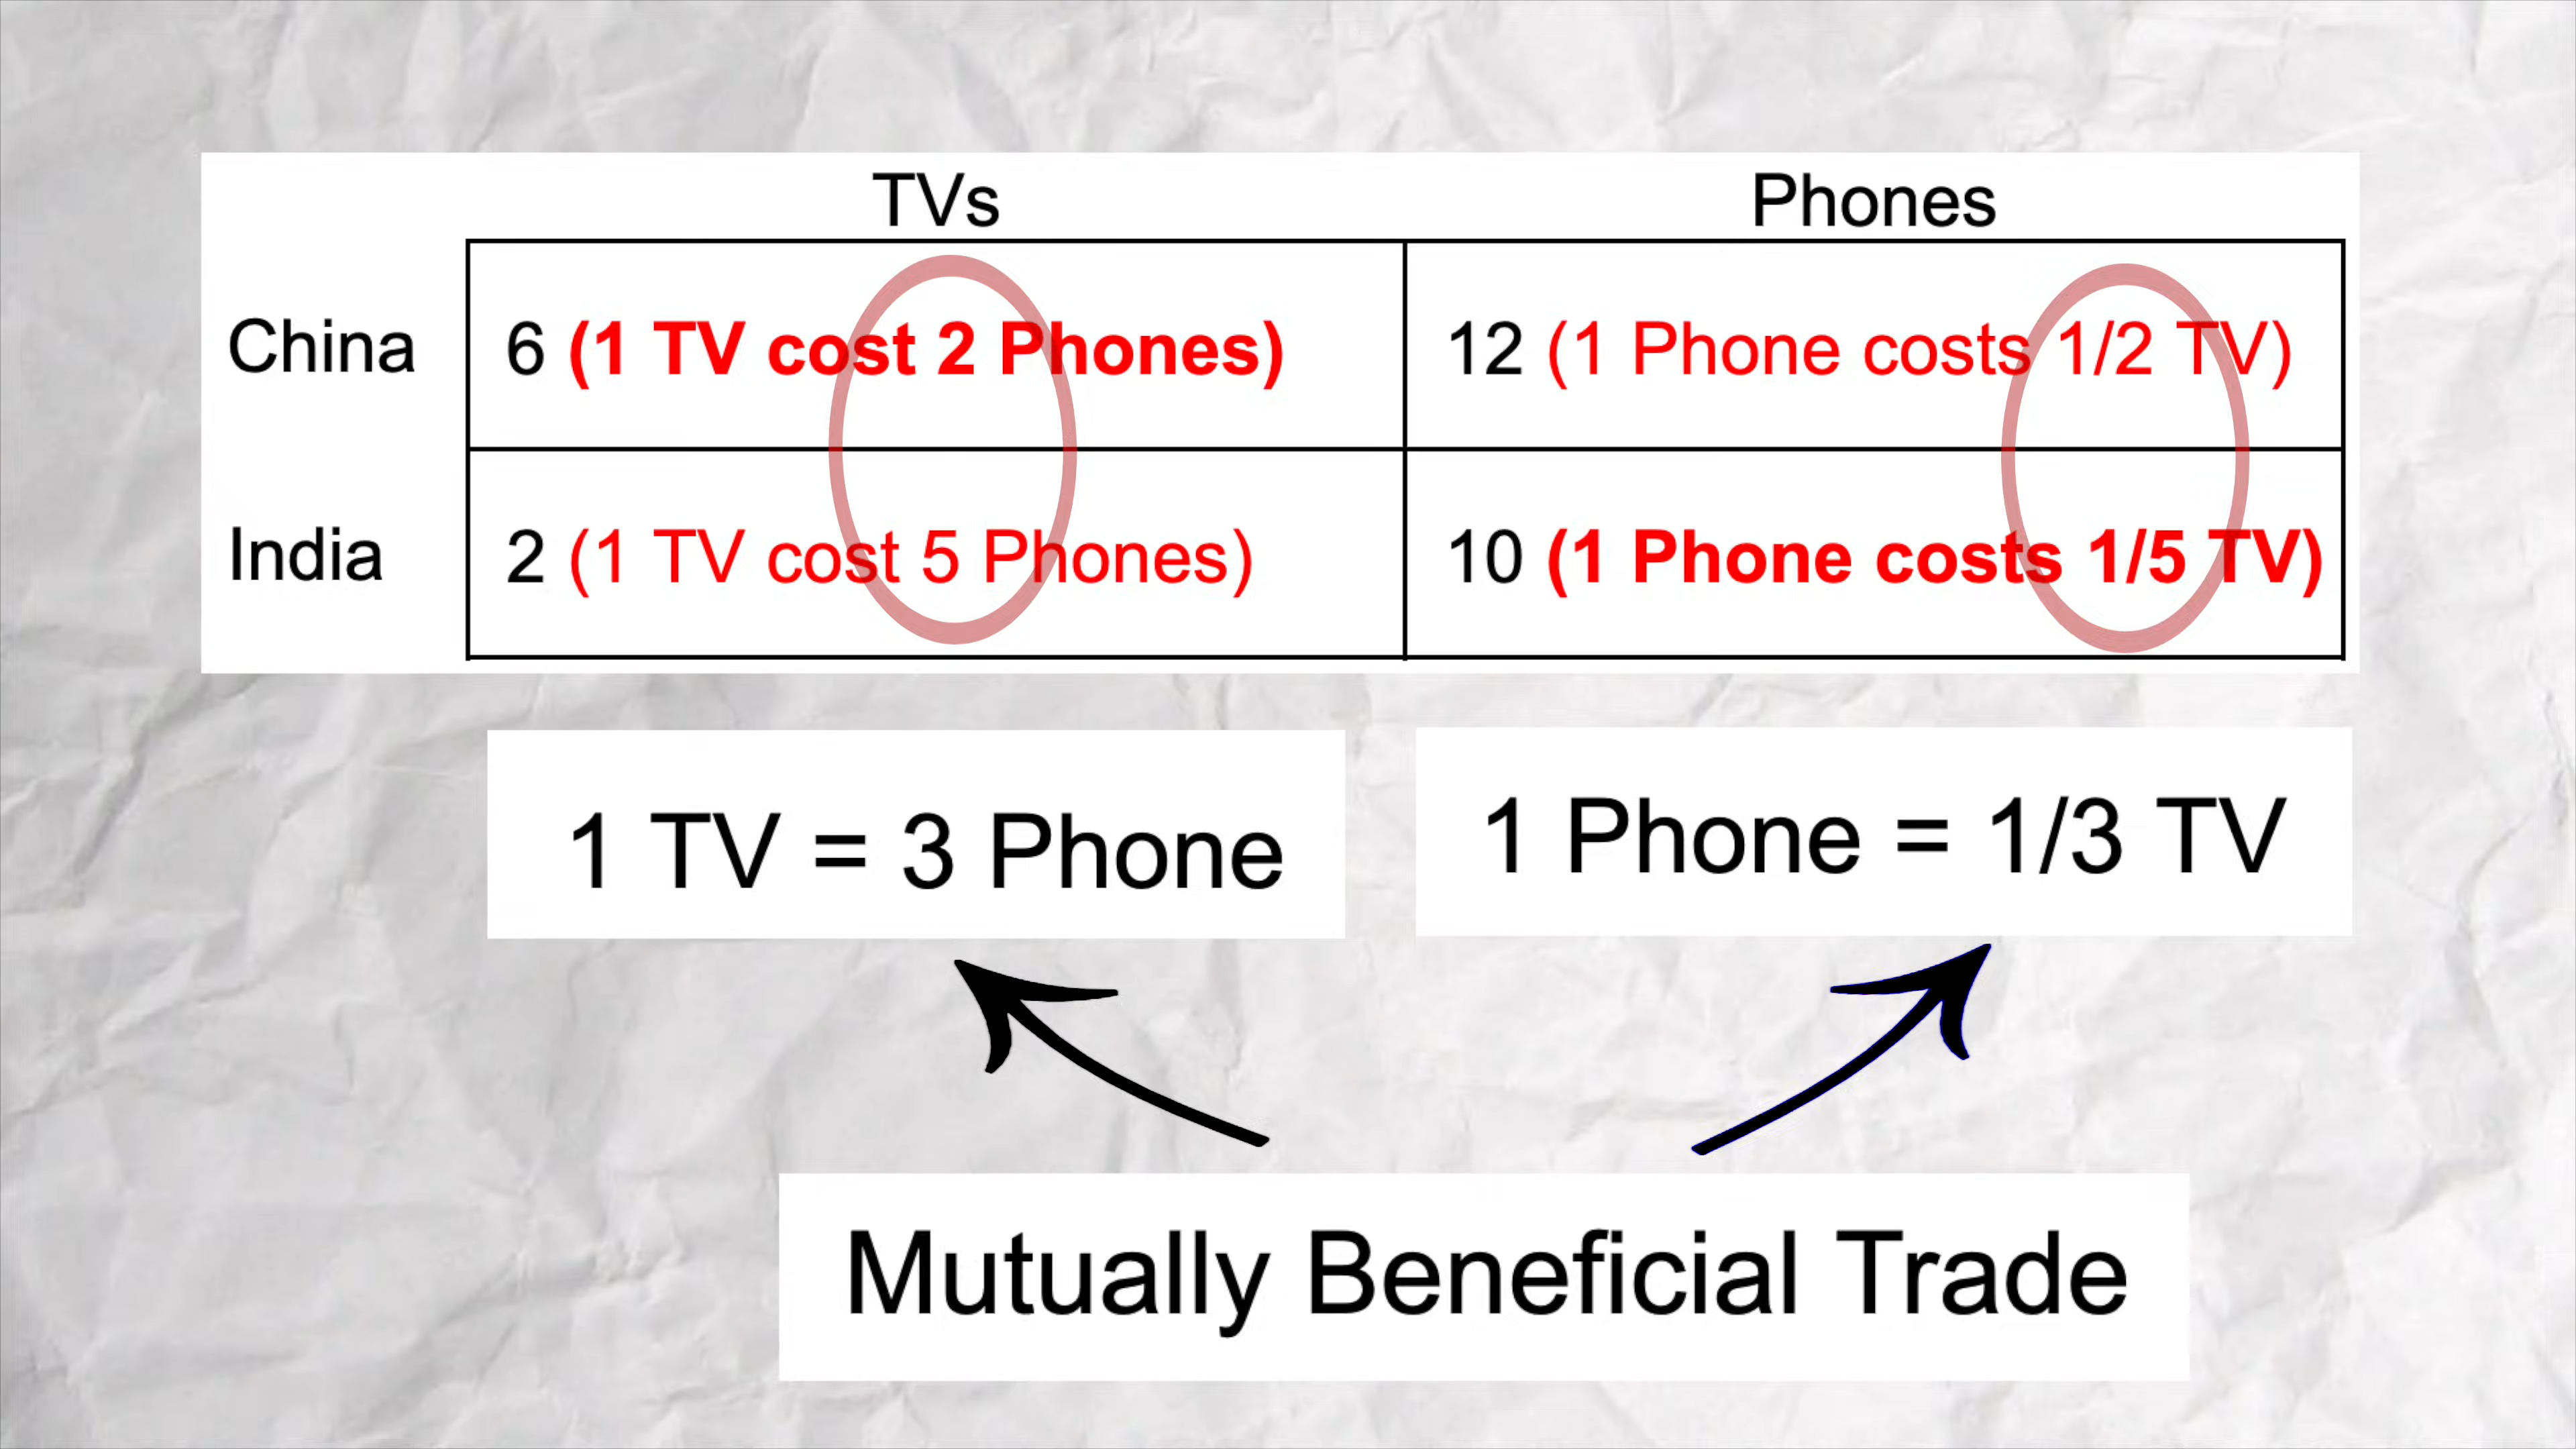 TVs Phones
China 6 (1 TV cost 2 Phones) 12 (1 Phone costs 1/2 TV)
India 2 (1 TV cost 5 Phones) 10 (1 Phone costs 1/5 TV)
1 TV = 3 Phone
1 Phone = 1/3 TV
Mutually Beneficial Trade